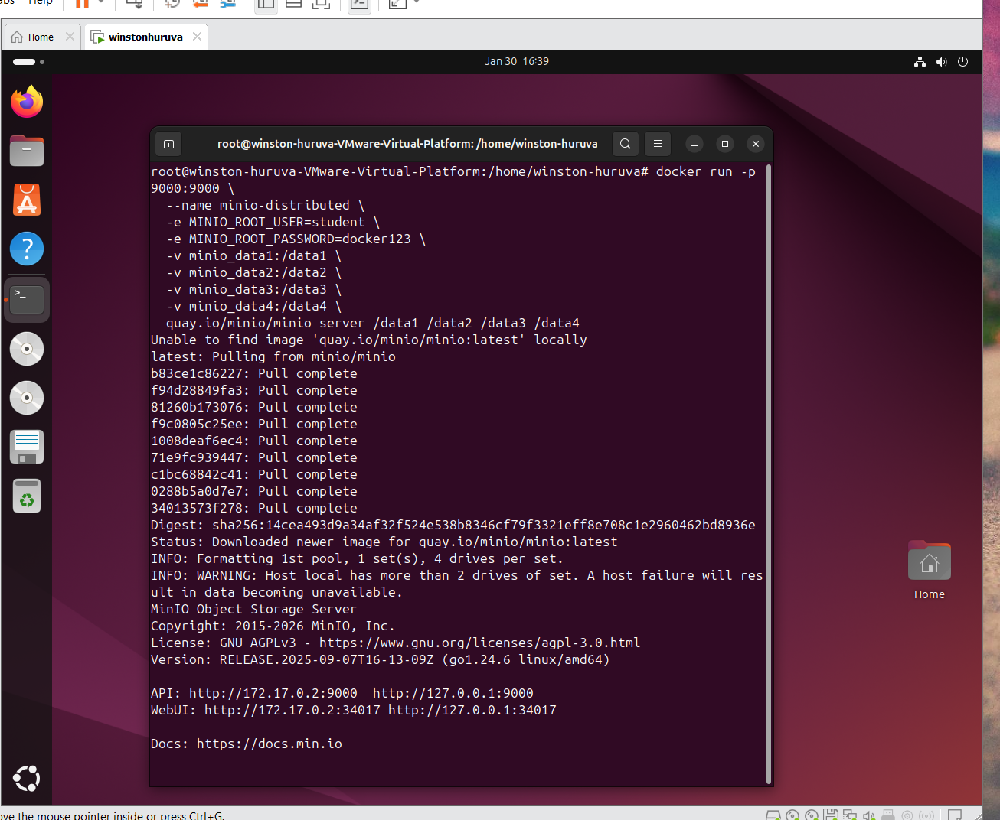 Help
Home
winstonhuruva
Jan 30 16:39
root@winston-huruva-VMware-Virtual-Platform: /home/winston-huruva
root@winston-huruva-VMware-Virtual-Platform:/home/winston-huruva# docker run -p
9000:9000 \
--name minio-distributed \
-e MINIO_ROOT_USER=student \
-e MINIO_ROOT_PASSWORD=docker123 \
-v minio_data1:/data1 \
-v minio_data2:/data2 \
-v minio_data3:/data3 \
-v minio_data4:/data4 \
quay.io/minio/minio server /data1 /data2 /data3 /data4
Unable to find image 'quay.io/minio/minio:latest' locally
latest: Pulling from minio/minio
b83ce1c86227: Pull complete
f94d28849fa3: Pull complete
81260b173076: Pull complete
f9c0805c25ee: Pull complete
1008deaf6ec4: Pull complete
71e9fc939447: Pull complete
c1bc68842c41: Pull complete
0288b5a0d7e7: Pull complete
34013573f278: Pull complete
Digest: sha256:14cea493d9a34af32f524e538b8346cf79f3321eff8e708c1e2960462bd8936e
Status: Downloaded newer image for quay.io/minio/minio:latest
INFO: Formatting 1st pool, 1 set(s), 4 drives per set.
INFO: WARNING: Host local has more than 2 drives of set. A host failure will res
ult in data becoming unavailable.
MinIO Object Storage Server
Copyright: 2015-2026 MinIO, Inc.
License: GNU AGPLv3 - https://www.gnu.org/licenses/agpl-3.0.html
Version: RELEASE.2025-09-07T16-13-09Z (go1.24.6 linux/amd64)
API: http://172.17.0.2:9000  http://127.0.0.1:9000
WebUI: http://172.17.0.2:34017 http://127.0.0.1:34017
Docs: https://docs.min.io
Home
the mouse pointer inside or press Ctrl+G.